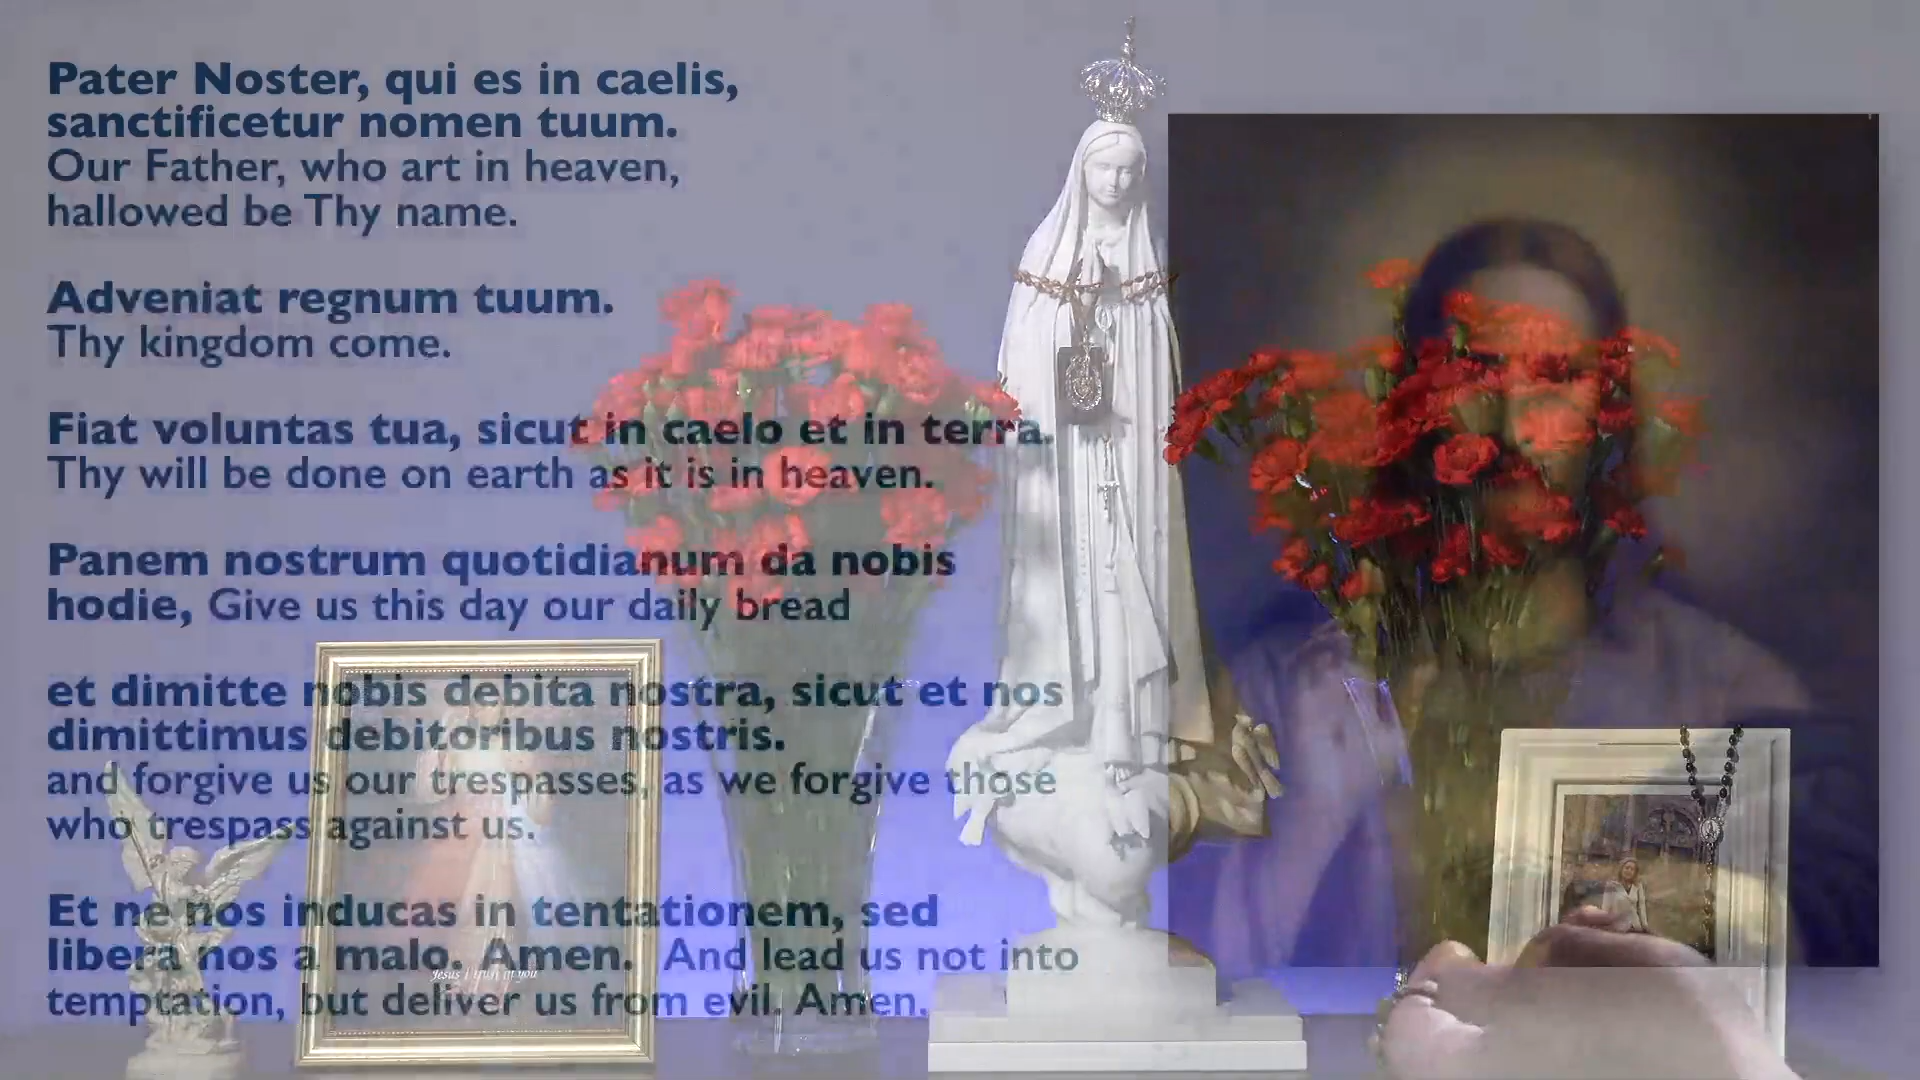 Pater Noster, qui es in caelis,
sanctificetur nomen tuum.
Our Father, who art in heaven,
hallowed be Thy name.
Adveniat regnum tuum.
Thy kingdom come.
Fiat voluntas tua, sicut in caelo et in terra.
Thy will be done on earth as it is in heaven.
Panem nostrum quotidianum da nobis
hodie, Give us this day our daily bread
et dimitte nobis debita nostra, sicut et nos
dimittimus debitoribus nostris.
and forgive us our trespasses, as we forgive those
who trespass against us.
Et ne nos inducas in tentationem, sed
libera nos a malo. Amen. And lead us not into
temptation, but deliver us from evil. Amen.
Jesus I trust in you